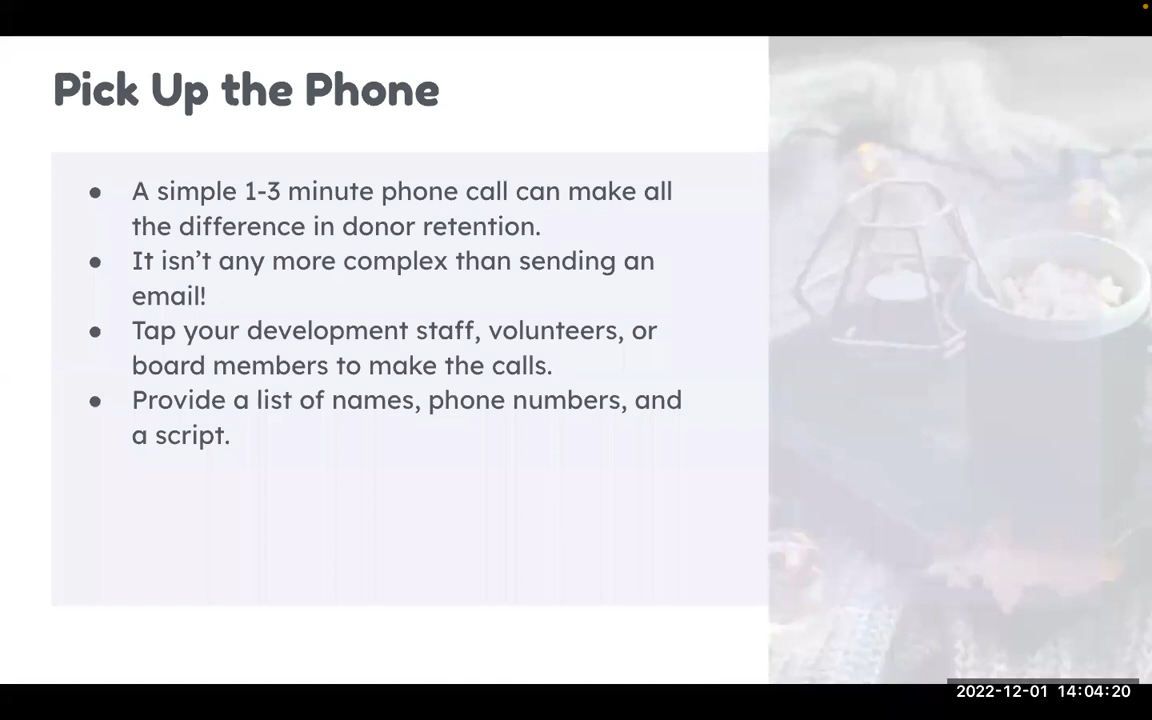 Pick Up the Phone
● A simple 1-3 minute phone call can make all
the difference in donor retention.
● It isn’t any more complex than sending an
email!
● Tap your development staff, volunteers, or
board members to make the calls.
● Provide a list of names, phone numbers, and
a script.
2022-12-01 14:04:20